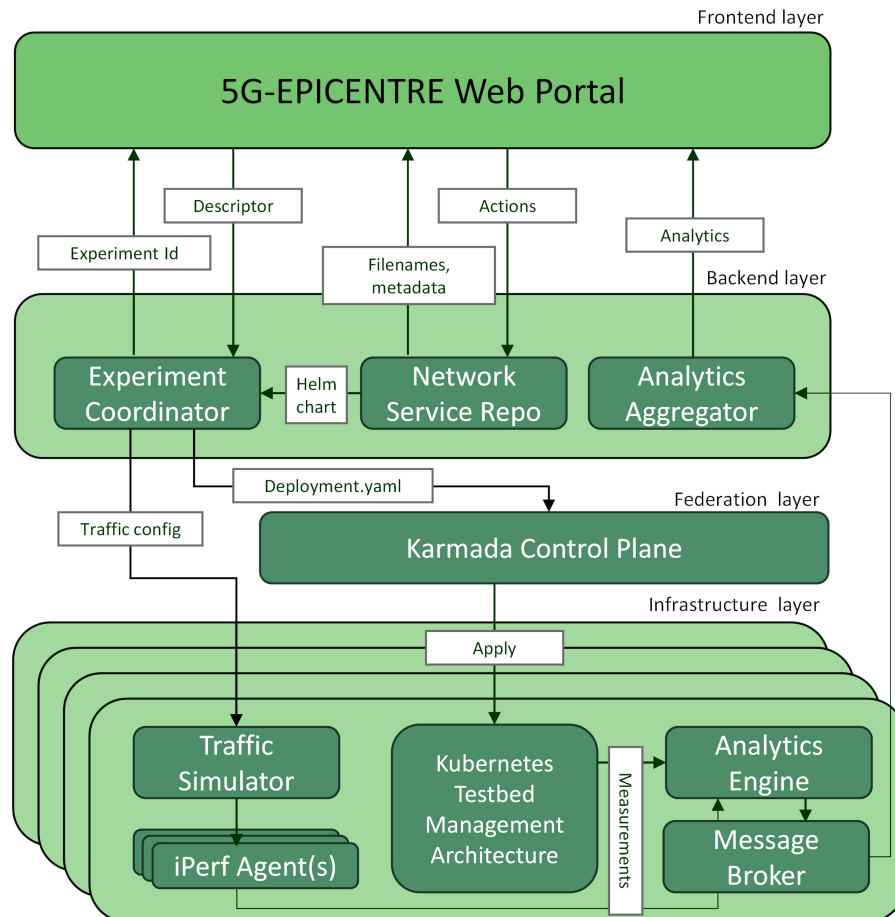 Frontend layer
5G-EPICENTRE Web Portal
Descriptor
Actions
Experiment Id
Filenames,
metadata
Analytics
Backend layer
Experiment
Coordinator
Helm
chart
Network
Service Repo
Analytics
Aggregator
Deployment.yaml
Traffic config
Federation layer
Karmada Control Plane
Infrastructure layer
Apply
Traffic
Simulator
iPerf Agent(s)
Kubernetes
Testbed
Management
Architecture
Measurements
Analytics
Engine
Message
Broker